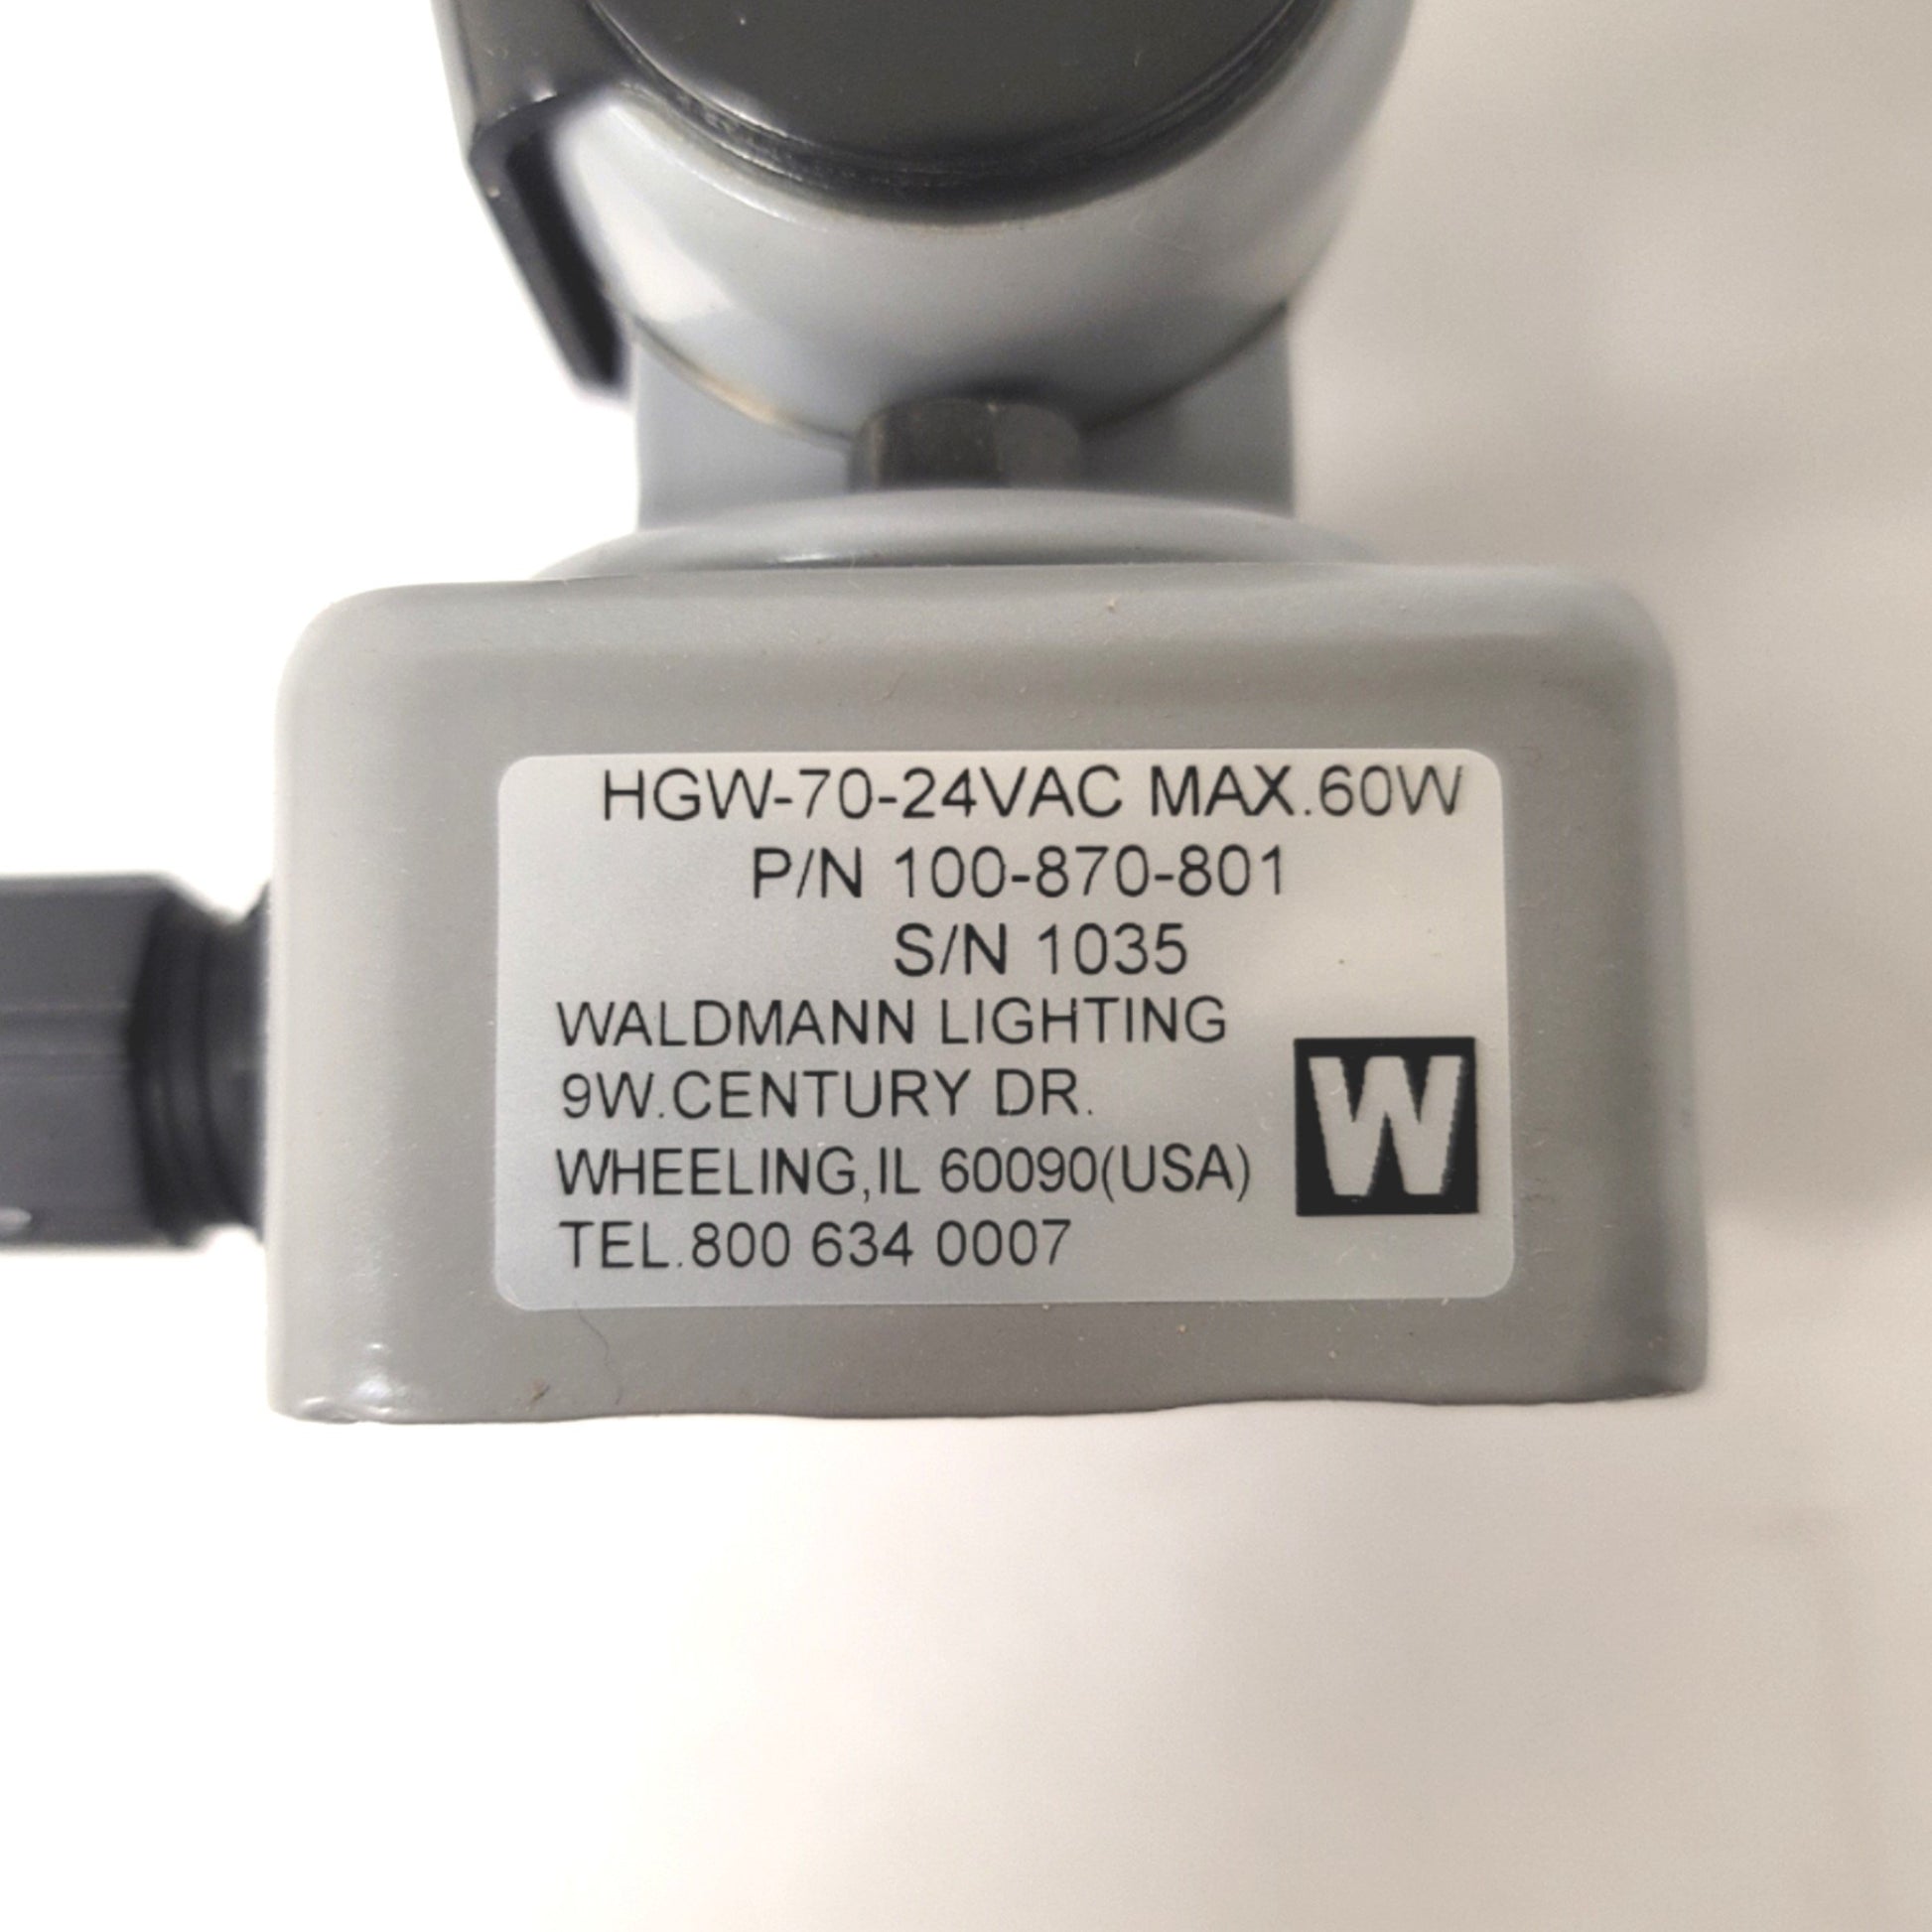 HGW-70-24VAC MAX.60W
P/N 100-870-801
S/N 1035
WALDMANN LIGHTING
9W.CENTURY DR.
WHEELING,IL 60090(USA)
TEL.800 634 0007
W